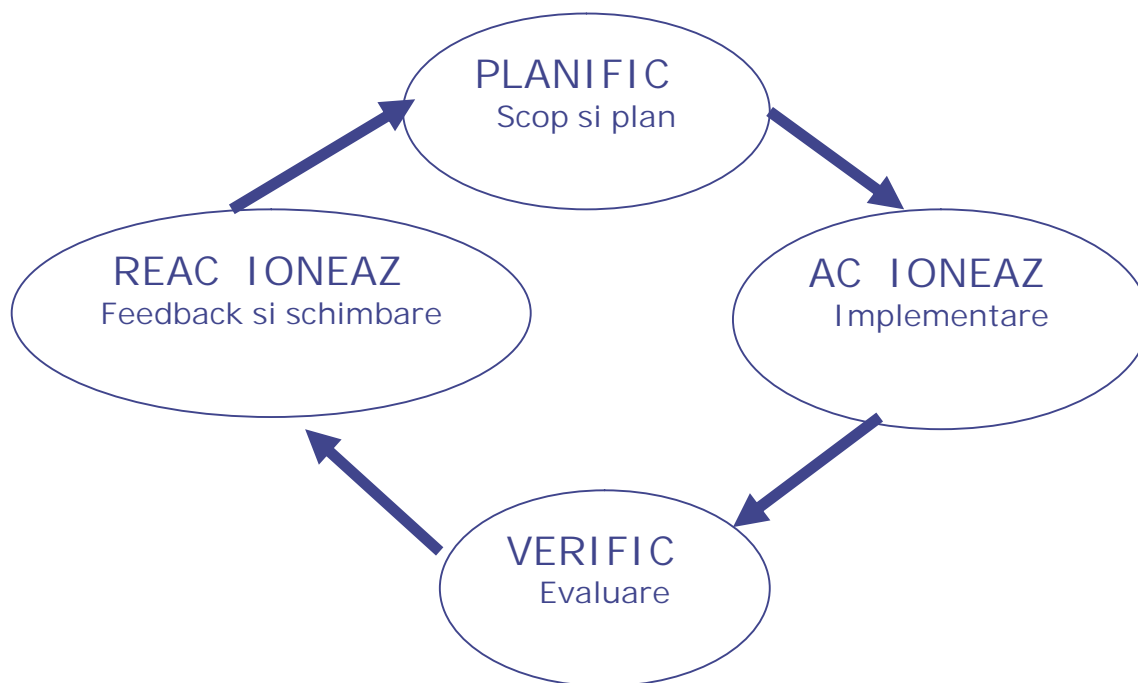 PLANIFIC
Scop si plan
AC IONEAZ
Implementare
VERIFIC
Evaluare
REAC IONEAZ
Feedback si schimbare